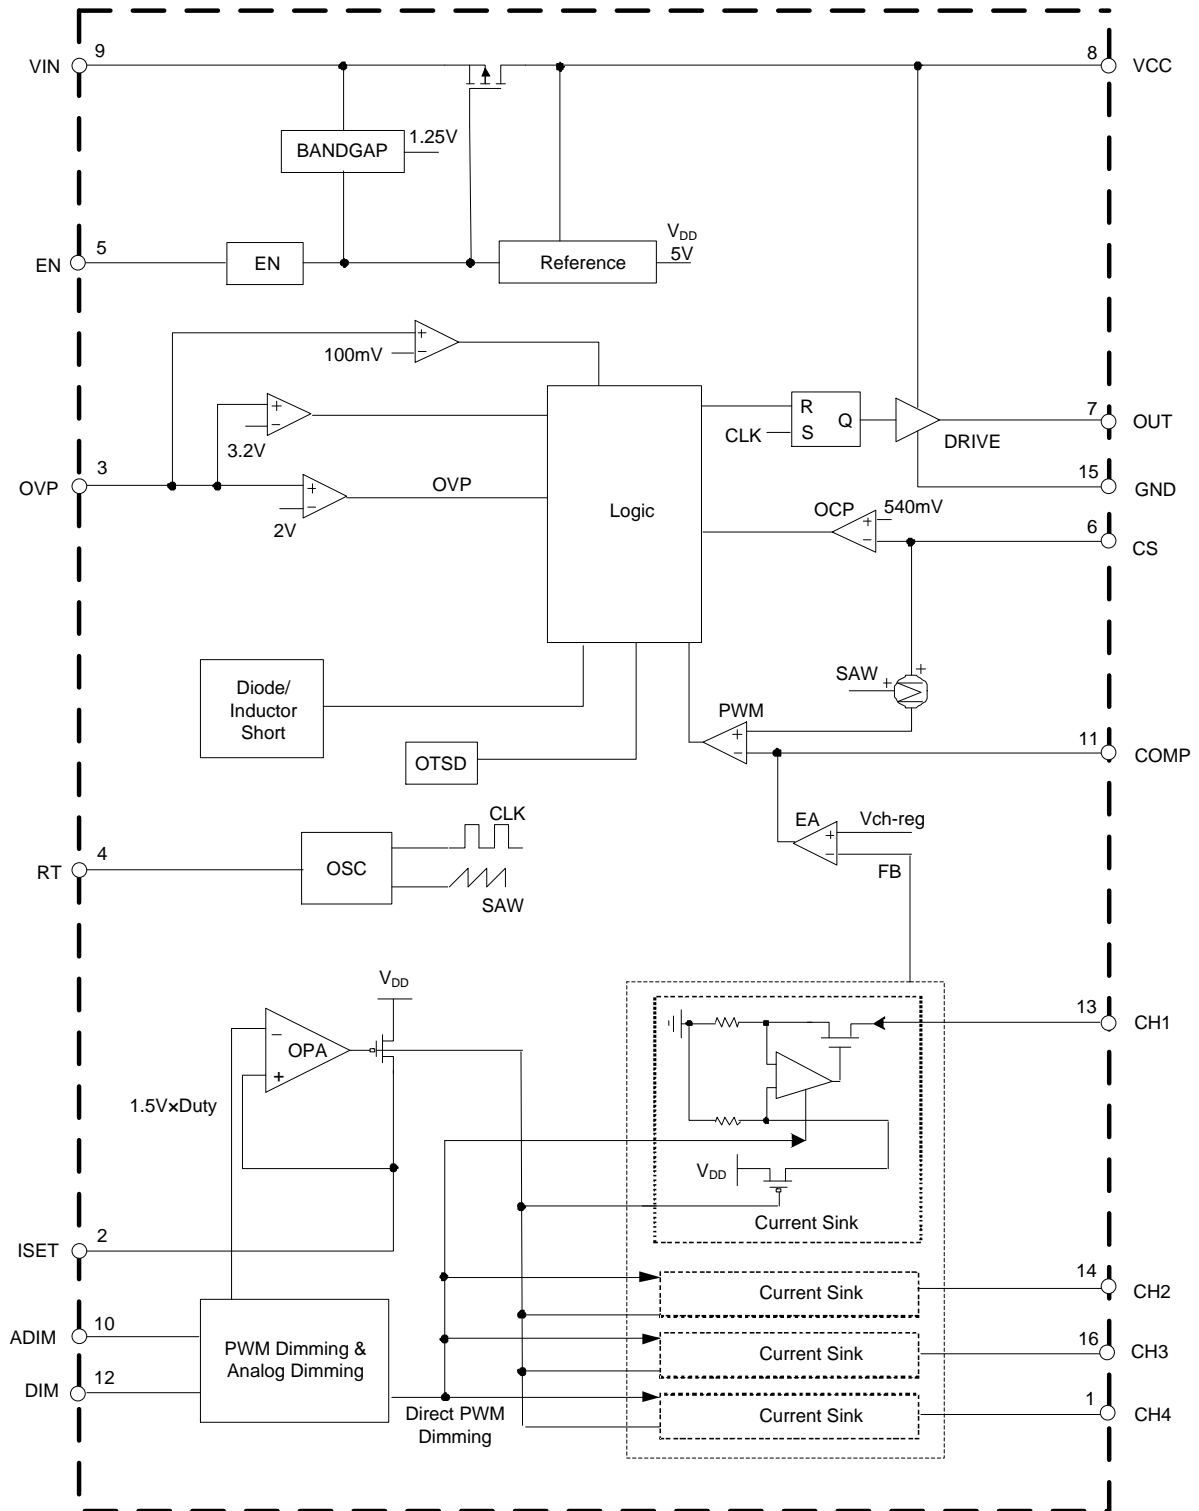 9
VIN
8
VCC
BANDGAP
1.25V
5
EN
EN
Reference
VDD
5V
+
−
100mV
+
−
3.2V
3
OVP
+
−
2V
OVP
Logic
R
S
Q
CLK
DRIVE
7
OUT
15
GND
OCP
+
−
540mV
6
CS
SAW
+
+
Σ
Diode/
Inductor
Short
OTSD
PWM
+
−
11
COMP
EA
+
−
Vch-reg
FB
4
RT
OSC
CLK
SAW
VDD
−
OPA
+
1.5V×Duty
13
CH1
VDD
Current Sink
2
ISET
10
ADIM
12
DIM
PWM Dimming &
Analog Dimming
Direct PWM
Dimming
Current Sink
14
CH2
Current Sink
16
CH3
Current Sink
1
CH4